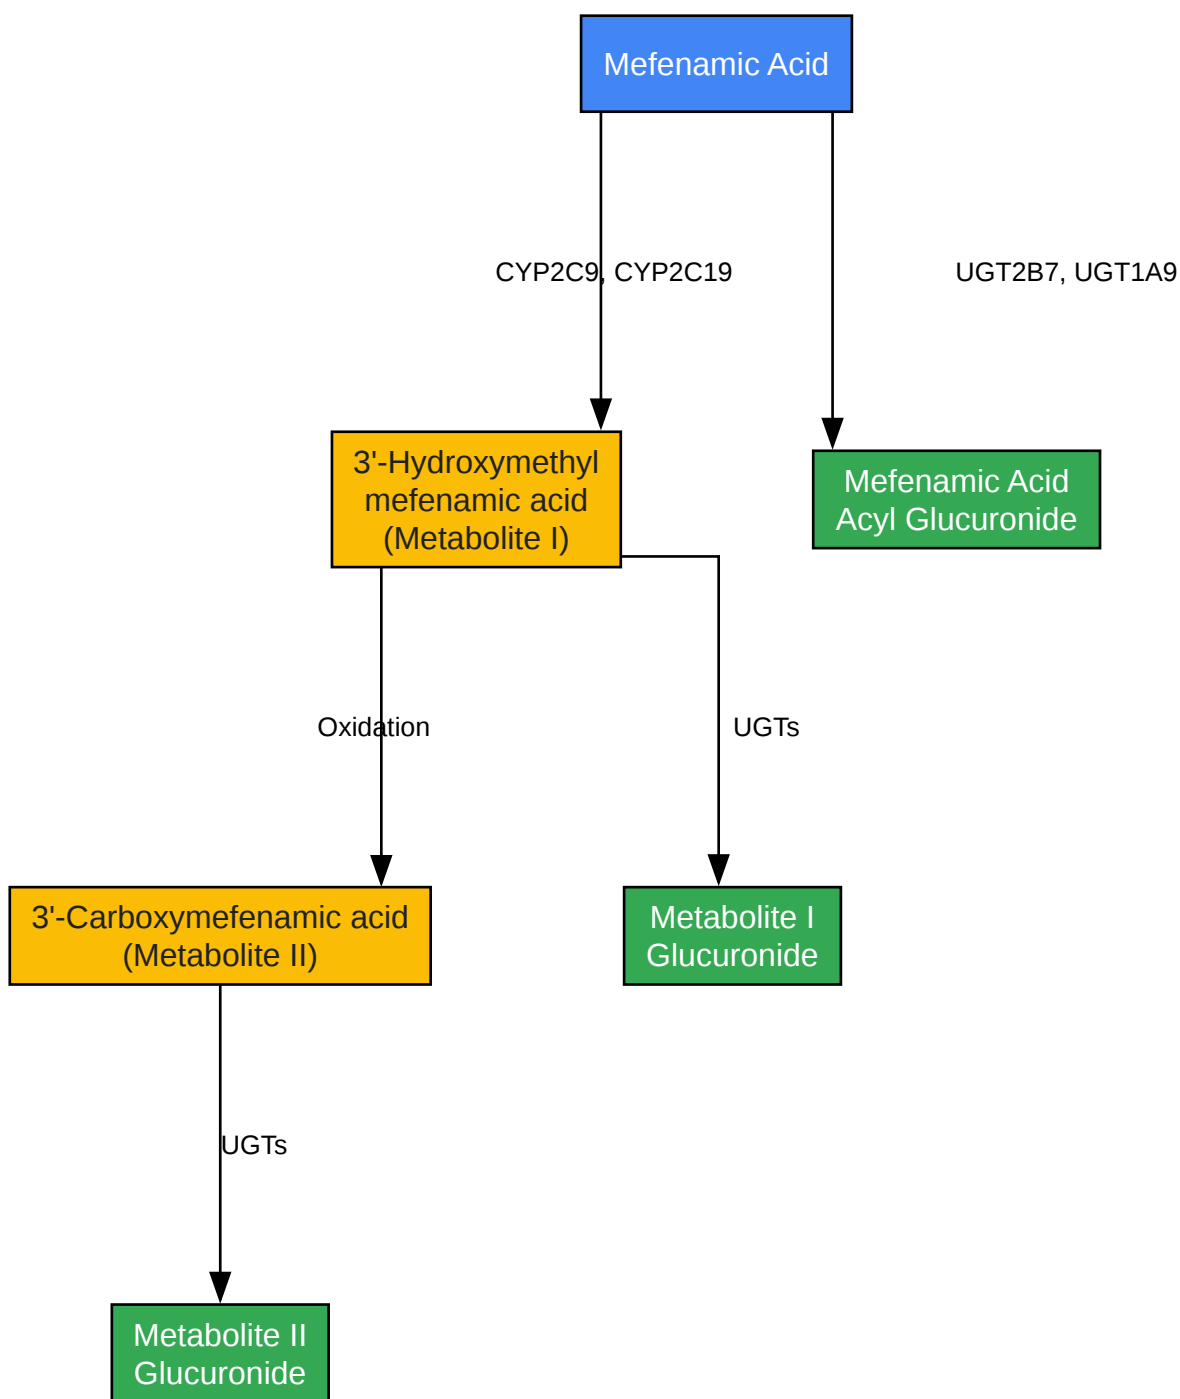 Mefenamic Acid
CYP2C9, CYP2C19
UGT2B7, UGT1A9
3'-Hydroxymethyl
mefenamic acid
(Metabolite I)
Mefenamic Acid
Acyl Glucuronide
Oxidation
UGTs
3'-Carboxymefenamic acid
(Metabolite II)
Metabolite I
Glucuronide
UGTs
Metabolite II
Glucuronide